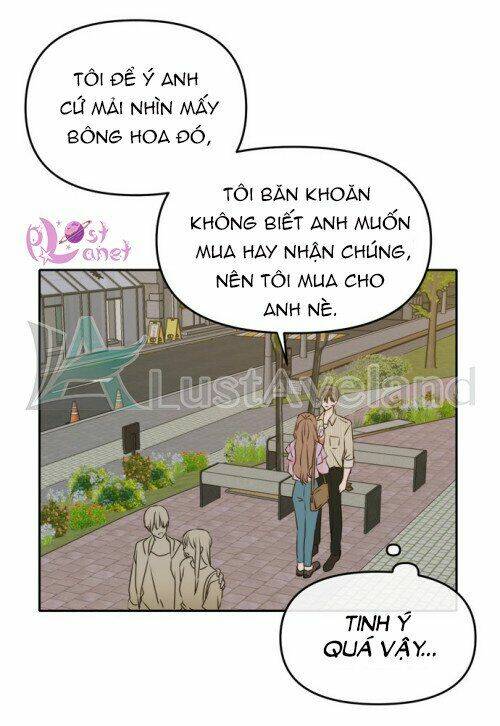 TÔI ĐỂ Ý ANH
CỨ MẢI NHÌN MẤY
BÔNG HOA ĐÓ,
TÔI BĂN KHOĂN
KHÔNG BIẾT ANH MUỐN
MUA HAY NHẬN CHÚNG,
NÊN TÔI MUA CHO
ANH NÈ.
Lost
Planet
LustAveland
TINH Ý
QUÁ VẬY...